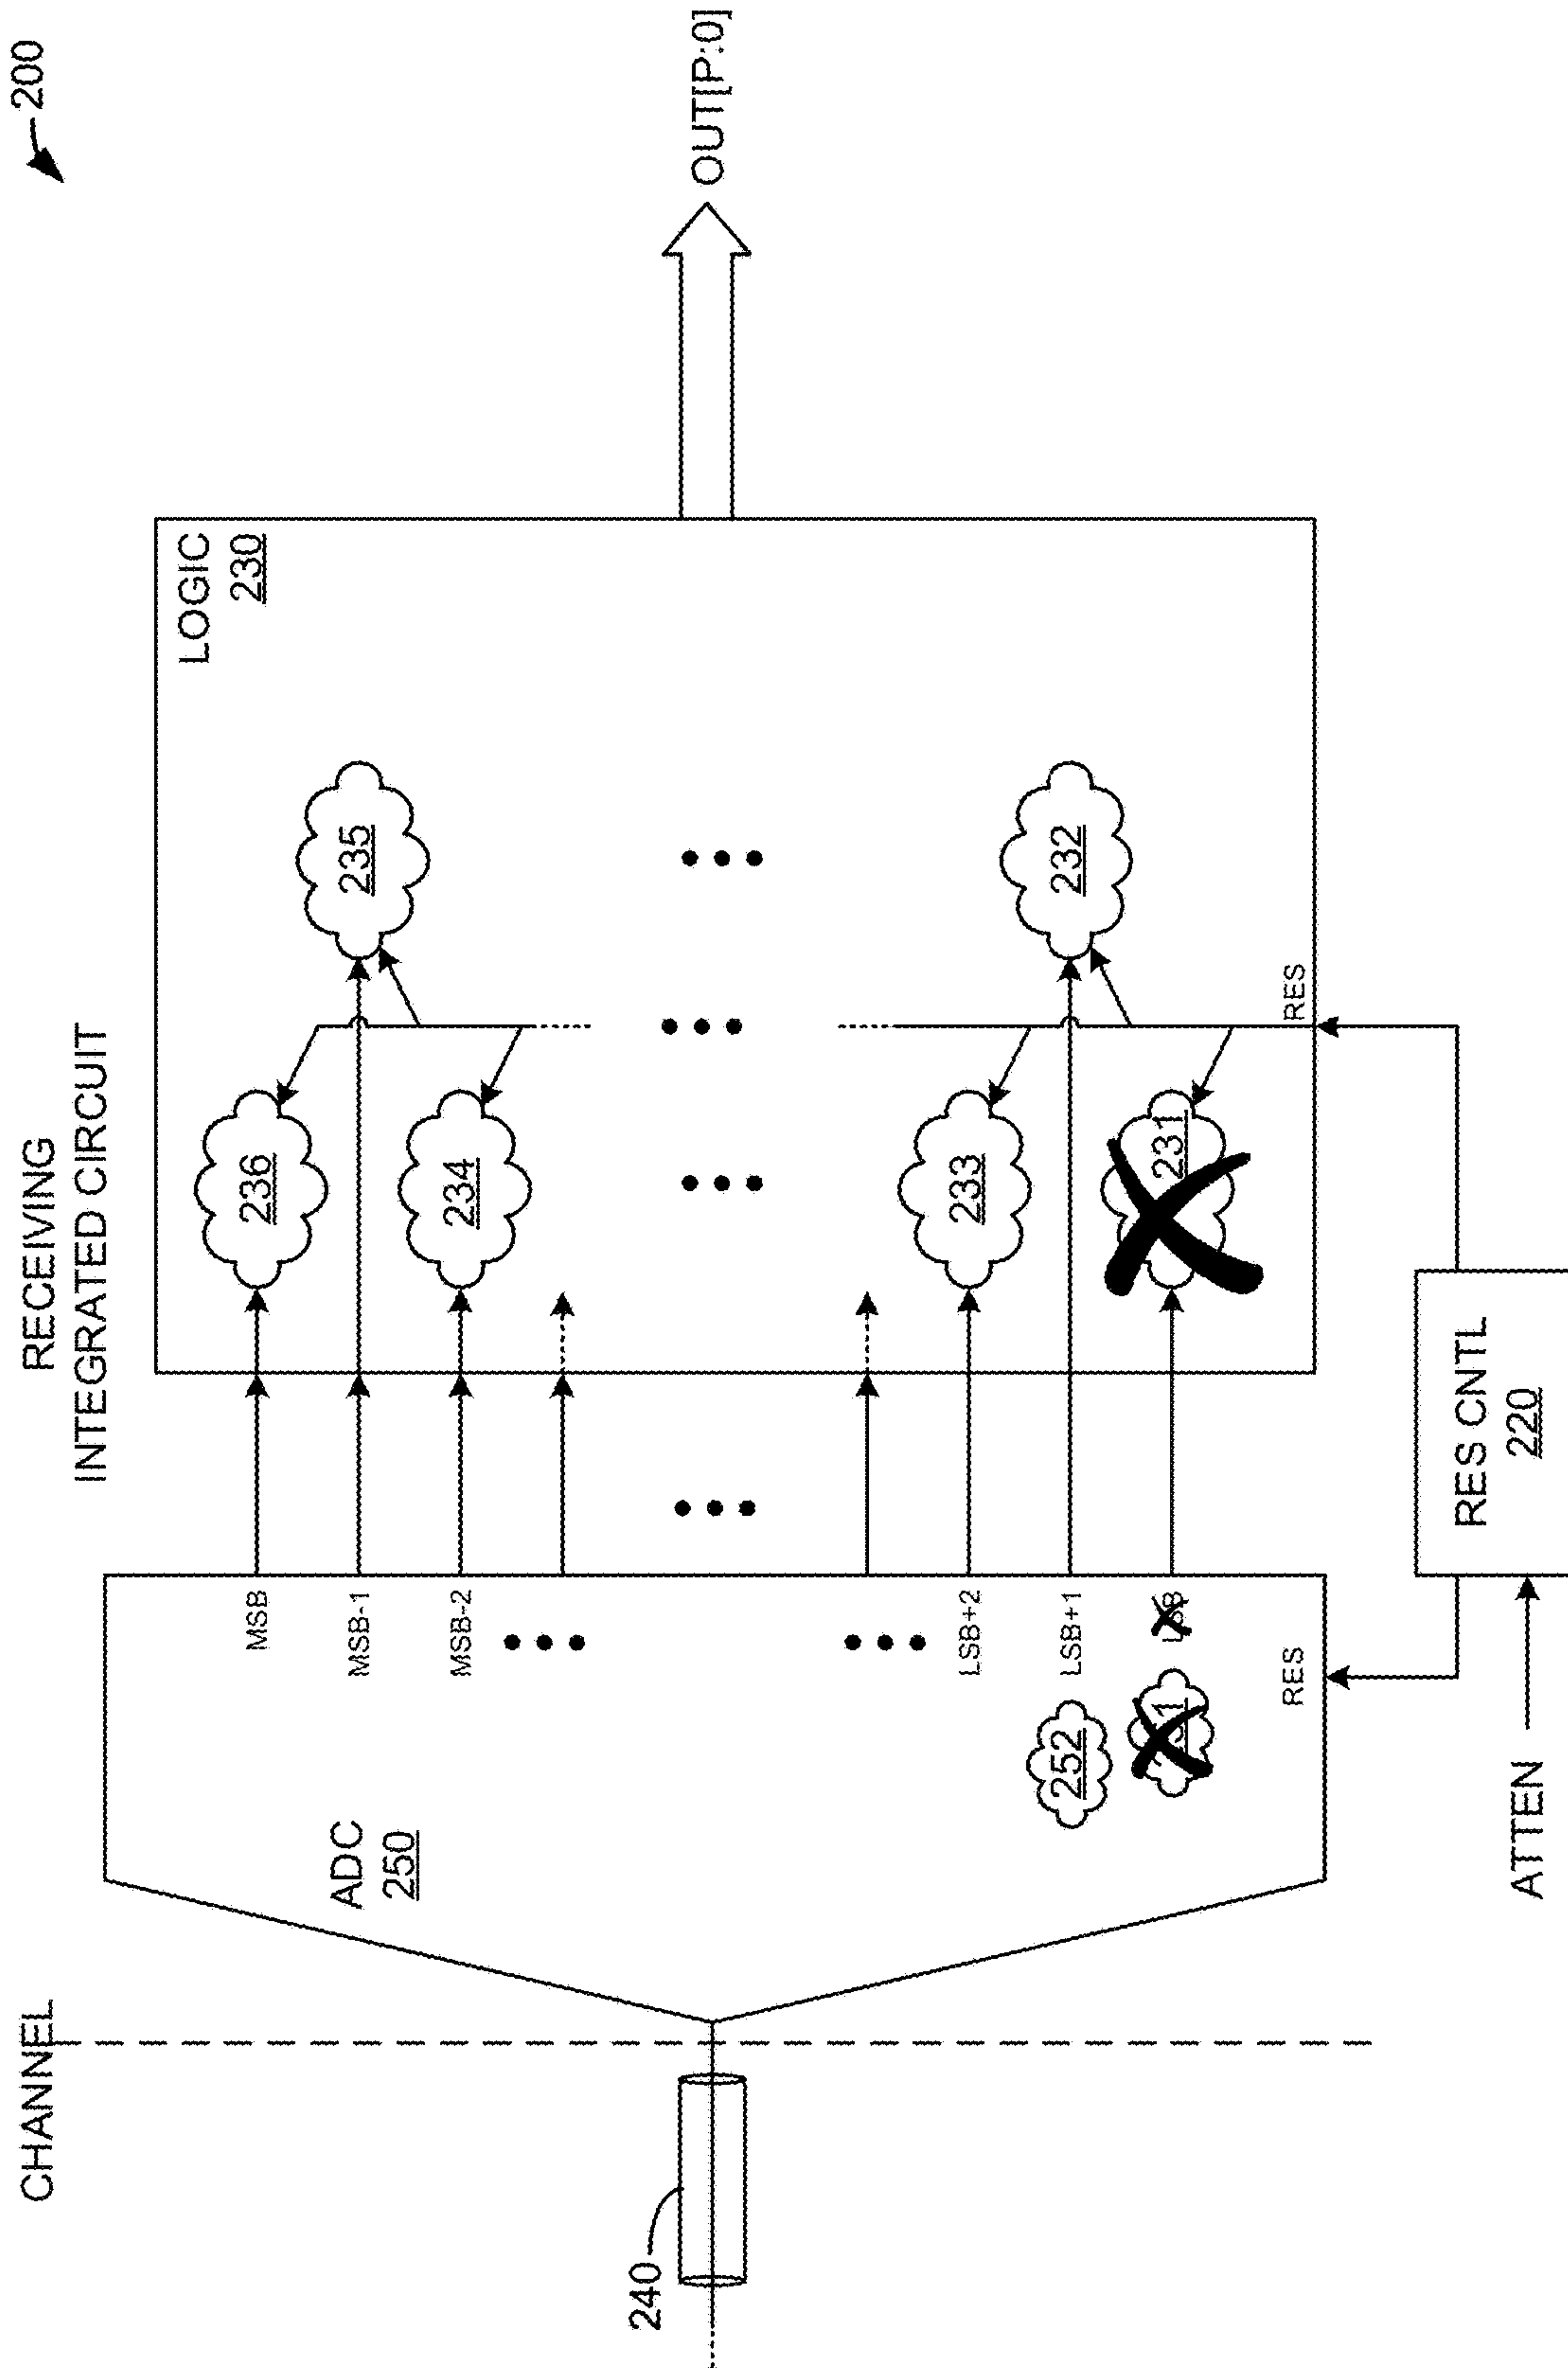 200
CHANNEL
RECEIVING
INTEGRATED CIRCUIT
240
ADC
250
MSB
MSB-1
MSB-2
LSB+2
LSB+1
LSB
252
RES
LOGIC
230
236
235
234
233
232
231
RES
OUT[P:0]
ATTEN
RES CNTL
220